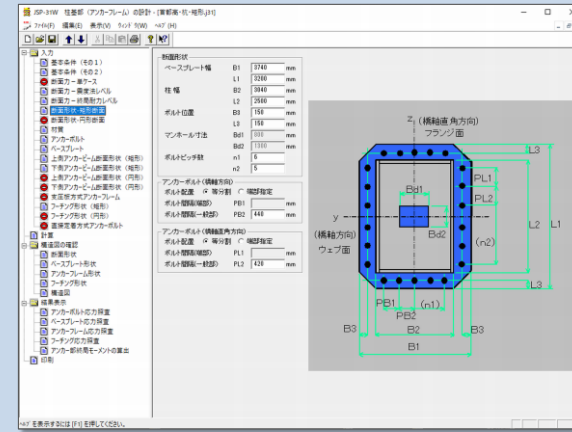 JSP-31W 柱基部（アンカーフレーム）の設計 - [首都高-杭-矩形.j31]
ファイル(F) 編集(E) 表示(V) ウィンドウ(W) ヘルプ(H)
入力
基本条件（その１）
基本条件（その２）
断面力－単ケース
断面力－震度法レベル
断面力－終局耐力レベル
断面形状-矩形断面
断面形状-円形断面
材質
アンカーボルト
ベースプレート
上側アンカービーム断面形状（矩形）
下側アンカービーム断面形状（矩形）
上側アンカービーム断面形状（円形）
下側アンカービーム断面形状（円形）
支圧板方式アンカーフレーム
フーチング形状（矩形）
フーチング形状（円形）
直接定着方式アンカーボルト
計算
構造図の確認
断面形状
ベースプレート形状
アンカーフレーム形状
フーチング形状
構造図
結果表示
アンカーボルト応力照査
ベースプレート応力照査
アンカーフレーム応力照査
フーチング応力照査
アンカー部終局モーメントの算出
印刷
断面形状
ベースプレート幅 B1 3740 mm
L1 3200 mm
柱 幅 B2 3040 mm
L2 2500 mm
ボルト位置 B3 150 mm
L3 150 mm
マンホール寸法 Bd1 800 mm
Bd2 1300 mm
ボルトピッチ数 n1 6
n2 5
アンカーボルト(橋軸方向)
ボルト配置 等分割 端部指定
ボルト間隔(端部) PB1 mm
ボルト間隔(一般部) PB2 440 mm
アンカーボルト(橋軸直角方向)
ボルト配置 等分割 端部指定
ボルト間隔(端部) PL1 mm
ボルト間隔(一般部) PL2 420 mm
z (橋軸直角方向)
フランジ面
L3
PL1
PL2
Bd1
L2
L1
y
Bd2
(橋軸方向)
ウェブ面
(n2)
PB1
(n1)
PB2
L3
B3
B2
B3
B1
ヘルプを表示するには [F1] を押してください。